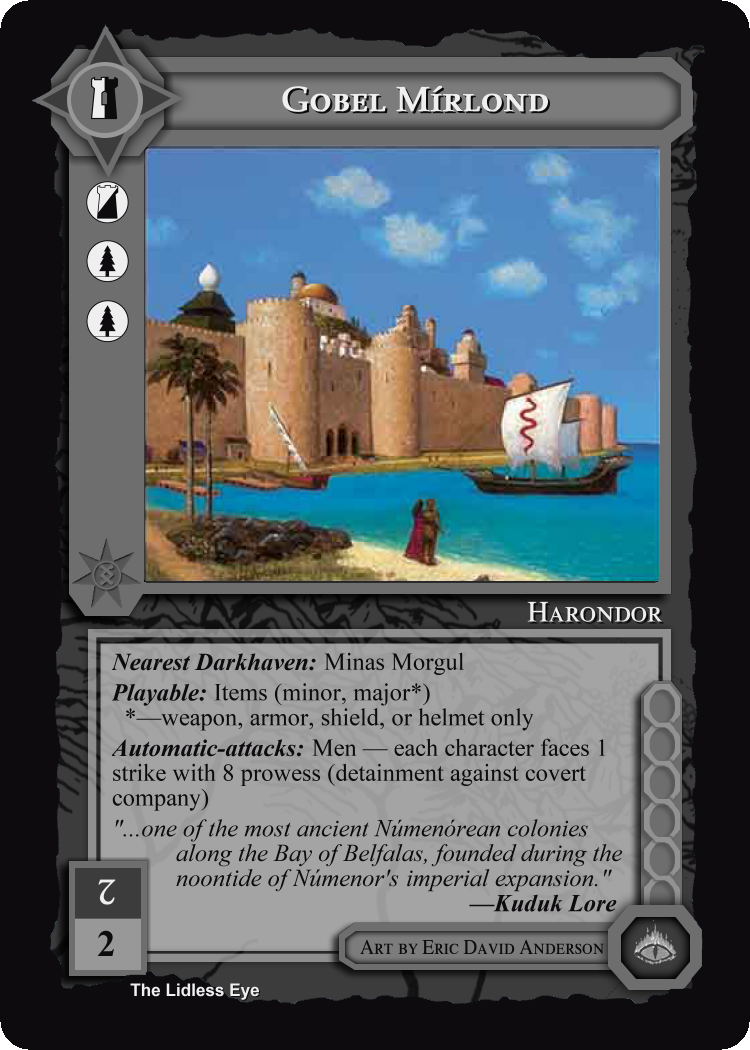 Gobel Mírlond
Harondor
Nearest Darkhaven: Minas Morgul
Playable: Items (minor, major*)
*—weapon, armor, shield, or helmet only
Automatic-attacks: Men — each character faces 1
strike with 8 prowess (detainment against covert
company)
"...one of the most ancient Númenórean colonies
along the Bay of Belfalas, founded during the
noontide of Númenor's imperial expansion."
—Kuduk Lore
2
2
Art by Eric David Anderson
The Lidless Eye